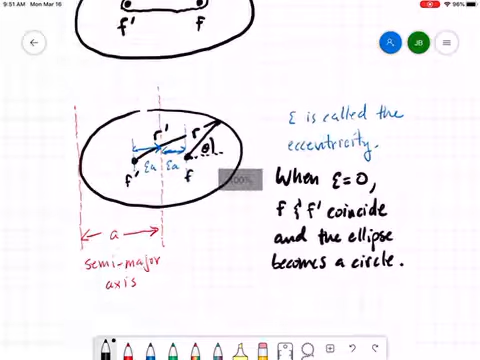 9:51 AM Mon Mar 16
96%
f'
f
JB
r'
r
θ
εa
εa
f'
f
a
semi-major
axis
ε is called the
eccentricity.
When ε=0,
f & f' coincide
and the ellipse
becomes a circle.
100%